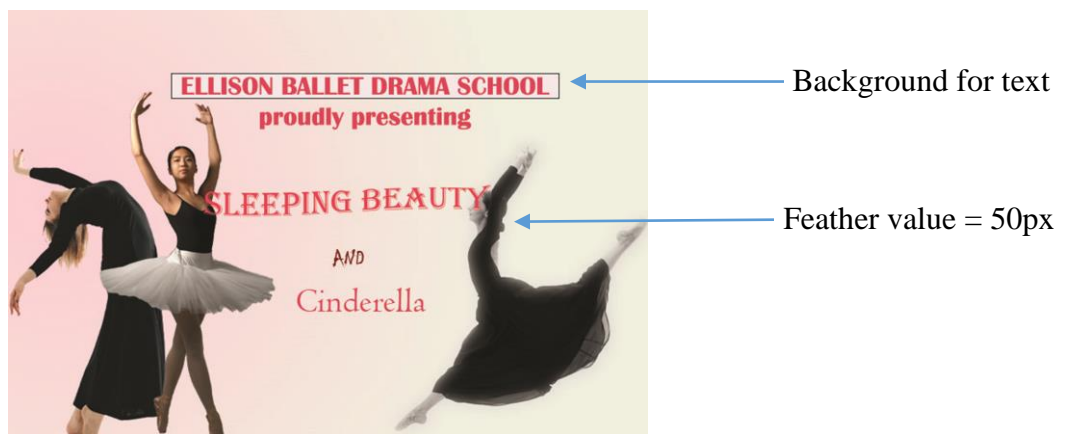 ELLISON BALLET DRAMA SCHOOL
Background for text
proudly presenting
SLEEPING BEAUTY
Feather value = 50px
AND
Cinderella